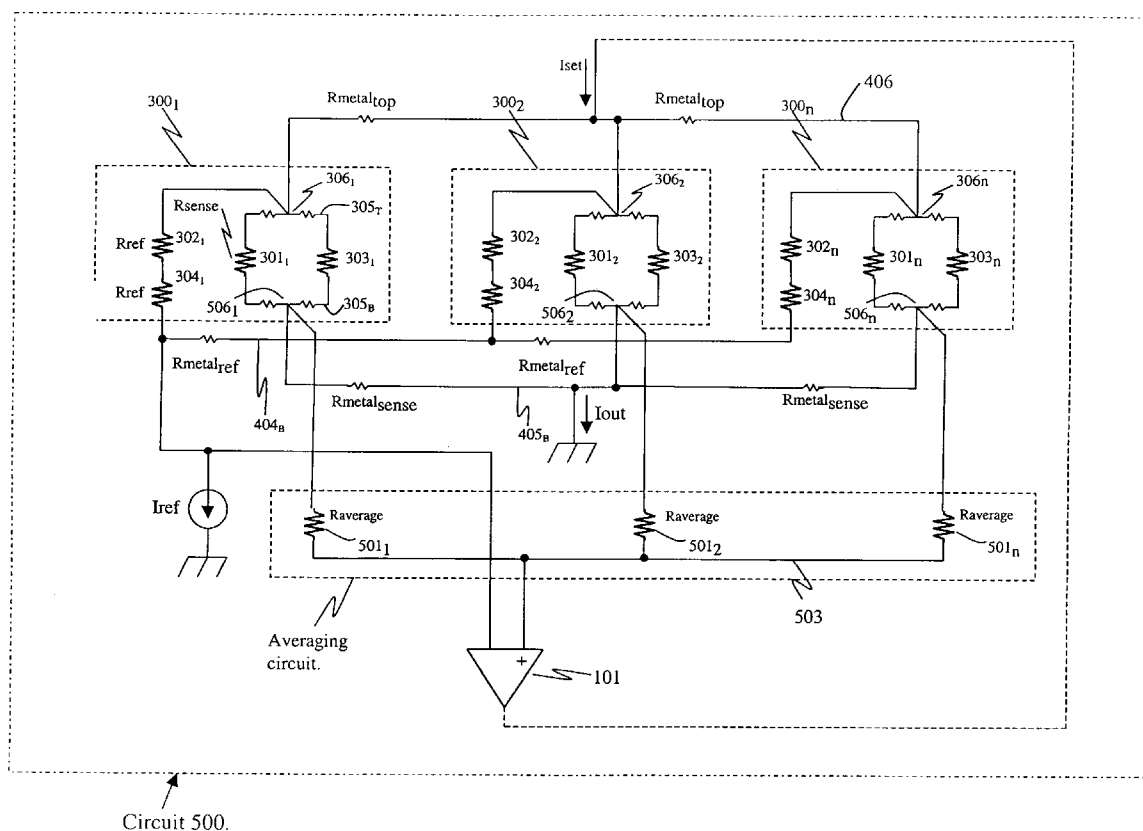 Iset
Rmetaltop
Rmetaltop
406
3001
3002
300n
3061
3062
306n
Rsense
305T
Rref
3021
3011
3031
3022
3012
3032
302n
301n
303n
Rref
3041
3042
304n
5061
305B
5062
506n
Rmetalref
Rmetalref
Rmetalsense
Rmetalsense
404B
405B
Iout
Iref
Raverage
Raverage
Raverage
5011
5012
501n
503
Averaging
circuit.
+
101
Circuit 500.